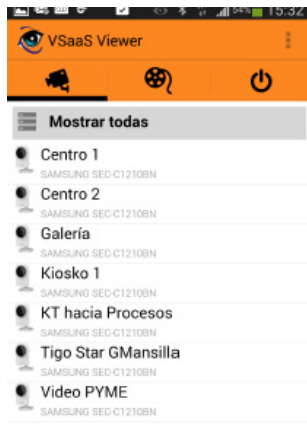 54% 15:32
VSaaS Viewer
Mostrar todas
Centro 1
SAMSUNG SEC-C1210BN
Centro 2
SAMSUNG SEC-C1210BN
Galería
SAMSUNG SEC-C1210BN
Kiosko 1
SAMSUNG SEC-C1210BN
KT hacia Procesos
SAMSUNG SEC-C1210BN
Tigo Star GMansilla
SAMSUNG SEC-C1210BN
Video PYME
SAMSUNG SEC-C1210BN